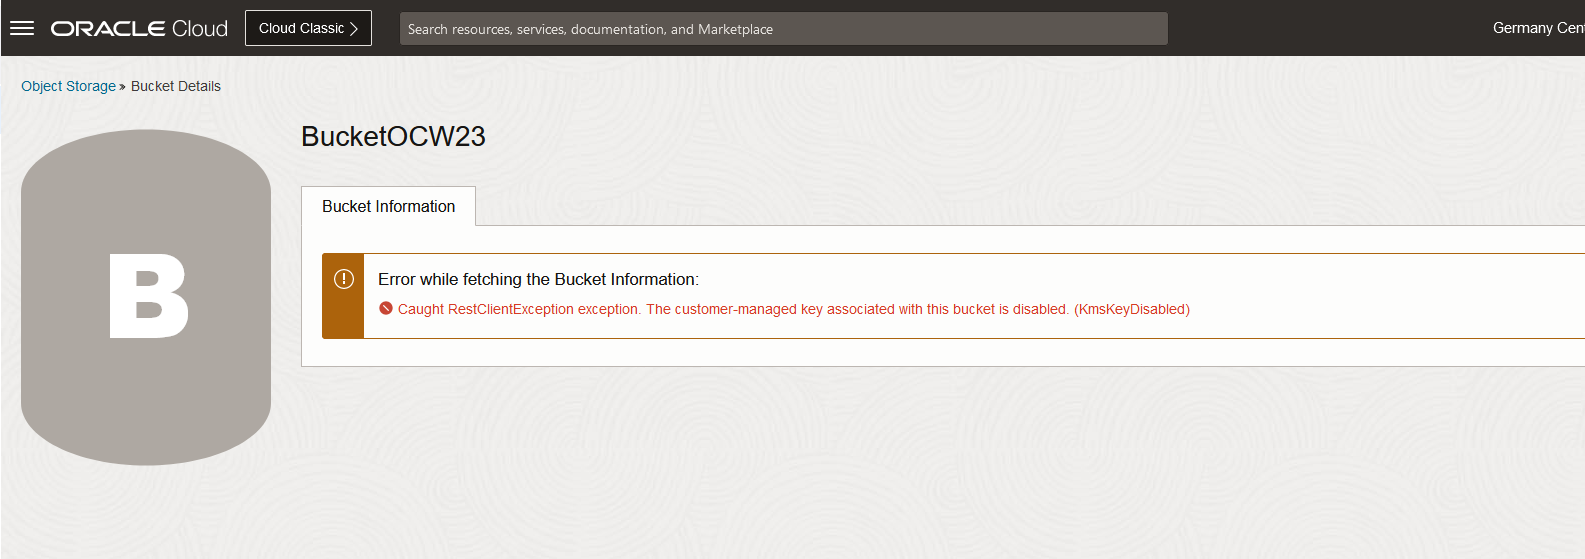 ORACLE Cloud
Cloud Classic
Search resources, services, documentation, and Marketplace
Germany Cen
Object Storage » Bucket Details
BucketOCW23
Bucket Information
B
Error while fetching the Bucket Information:
Caught RestClientException exception. The customer-managed key associated with this bucket is disabled. (KmsKeyDisabled)